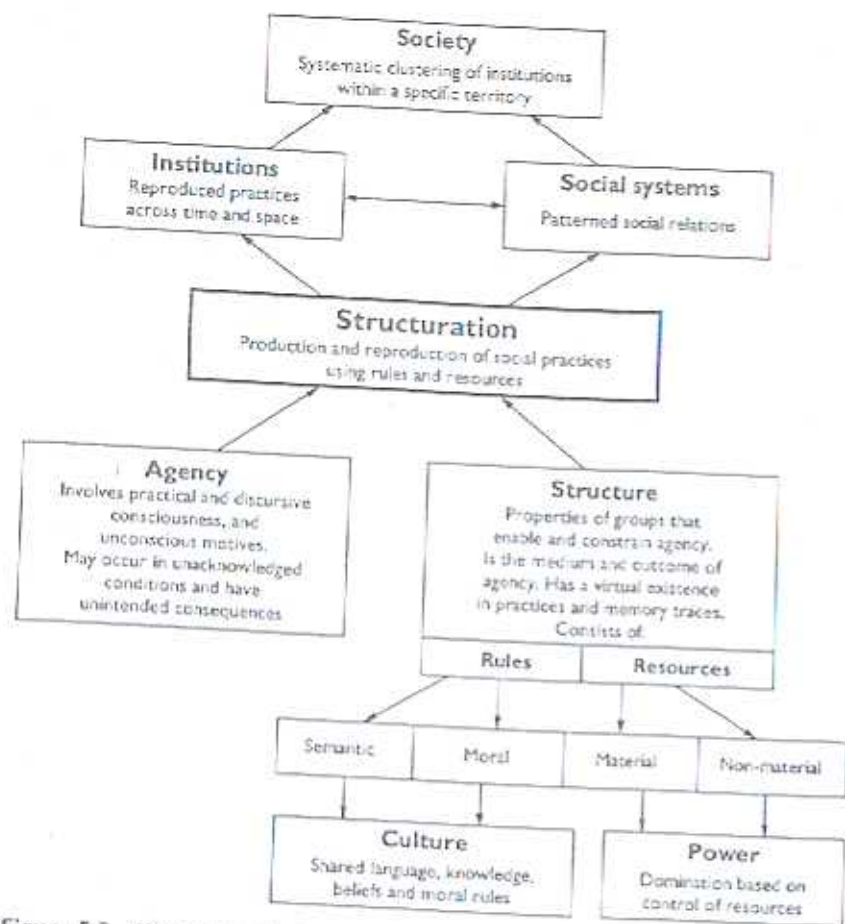 Society
Systematic clustering of institutions
within a specific territory
Institutions
Reproduced practices
across time and space
Social systems
Patterned social relations
Structuration
Production and reproduction of social practices
using rules and resources
Agency
Involves practical and discursive
consciousness, and
unconscious motives.
May occur in unacknowledged
conditions and have
unintended consequences
Structure
Properties of groups that
enable and constrain agency.
Is the medium and outcome of
agency. Has a virtual existence
in practices and memory traces.
Consists of:
Rules
Resources
Semantic
Moral
Material
Non-material
Culture
Shared language, knowledge,
beliefs and moral rules
Power
Domination based on
control of resources